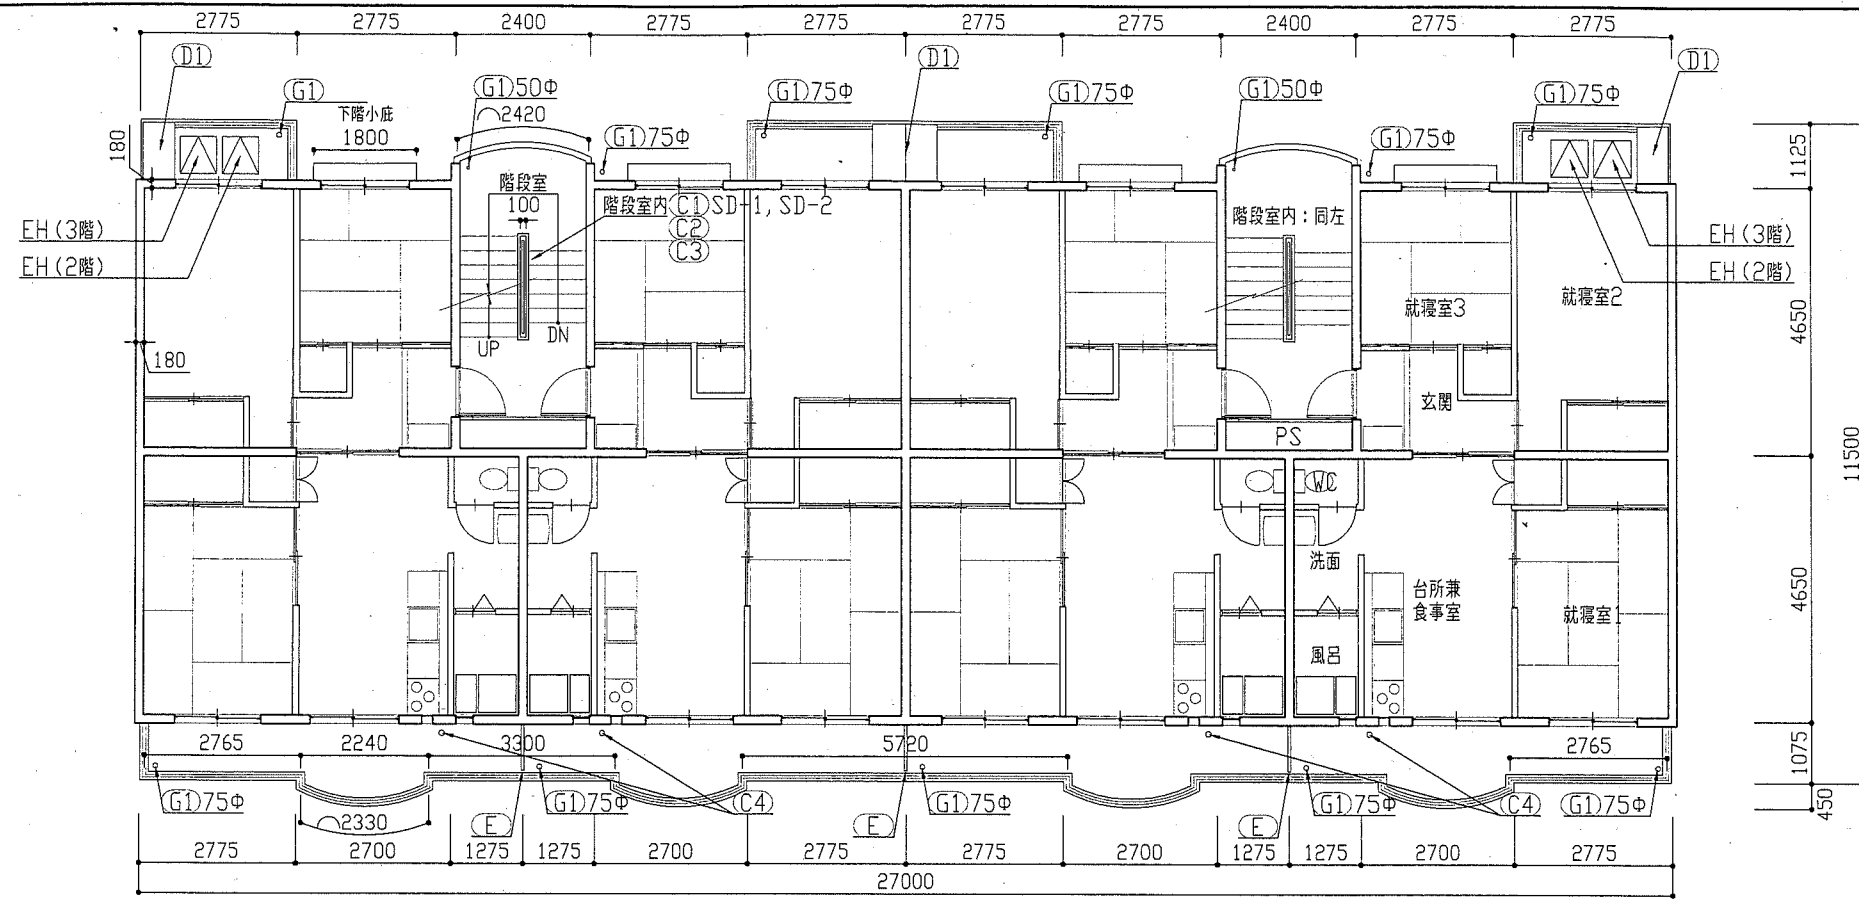 2775 2775 2400 2775 2775 2775 2775 2400 2775 2775
D1 D1 D1
G1 G1 50Φ G1 75Φ G1 75Φ G1 50Φ G1 75Φ
下階小庇
1800
2420
G1 75Φ G1 75Φ
180
1125
階段室
100
階段室内 C1 SD-1, SD-2
C2
C3
階段室内:同左
EH(3階)
EH(2階)
EH(3階)
EH(2階)
就寝室2
就寝室3
4650
UP DN
180
玄関
PS
11500
WC
洗面
台所兼
食事室
就寝室1
風呂
4650
2765 2240 3300 5720 2765
1075
G1 75Φ G1 75Φ C4 G1 75Φ G1 75Φ C4 G1 75Φ
450
2330 E E E
2775 2700 1275 1275 2700 2775 2775 2700 1275 1275 2700 2775
27000